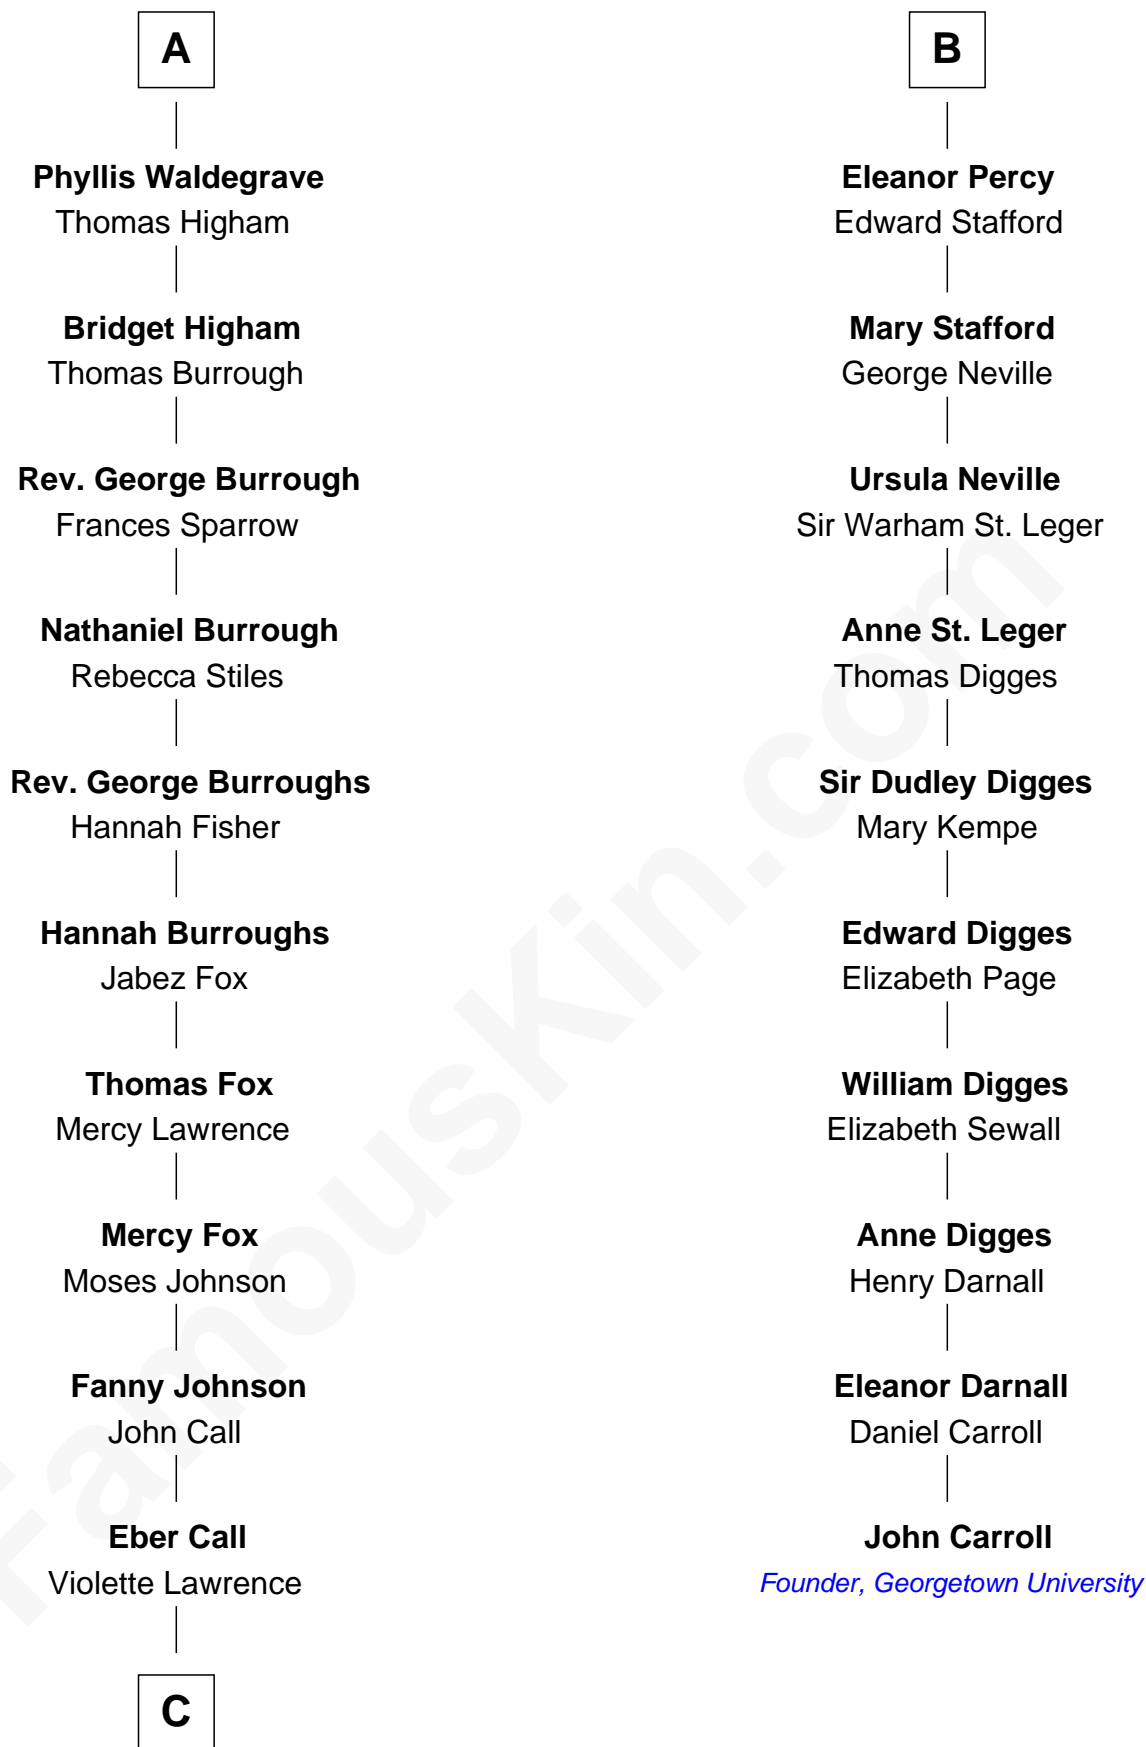 A
Phyllis Waldegrave
Thomas Higham
Bridget Higham
Thomas Burrough
Rev. George Burrough
Frances Sparrow
Nathaniel Burrough
Rebecca Stiles
Rev. George Burroughs
Hannah Fisher
Hannah Burroughs
Jabez Fox
Thomas Fox
Mercy Lawrence
Mercy Fox
Moses Johnson
Fanny Johnson
John Call
Eber Call
Violette Lawrence
C
B
Eleanor Percy
Edward Stafford
Mary Stafford
George Neville
Ursula Neville
Sir Warham St. Leger
Anne St. Leger
Thomas Digges
Sir Dudley Digges
Mary Kempe
Edward Digges
Elizabeth Page
William Digges
Elizabeth Sewall
Anne Digges
Henry Darnall
Eleanor Darnall
Daniel Carroll
John Carroll
Founder, Georgetown University
FamousKin.com